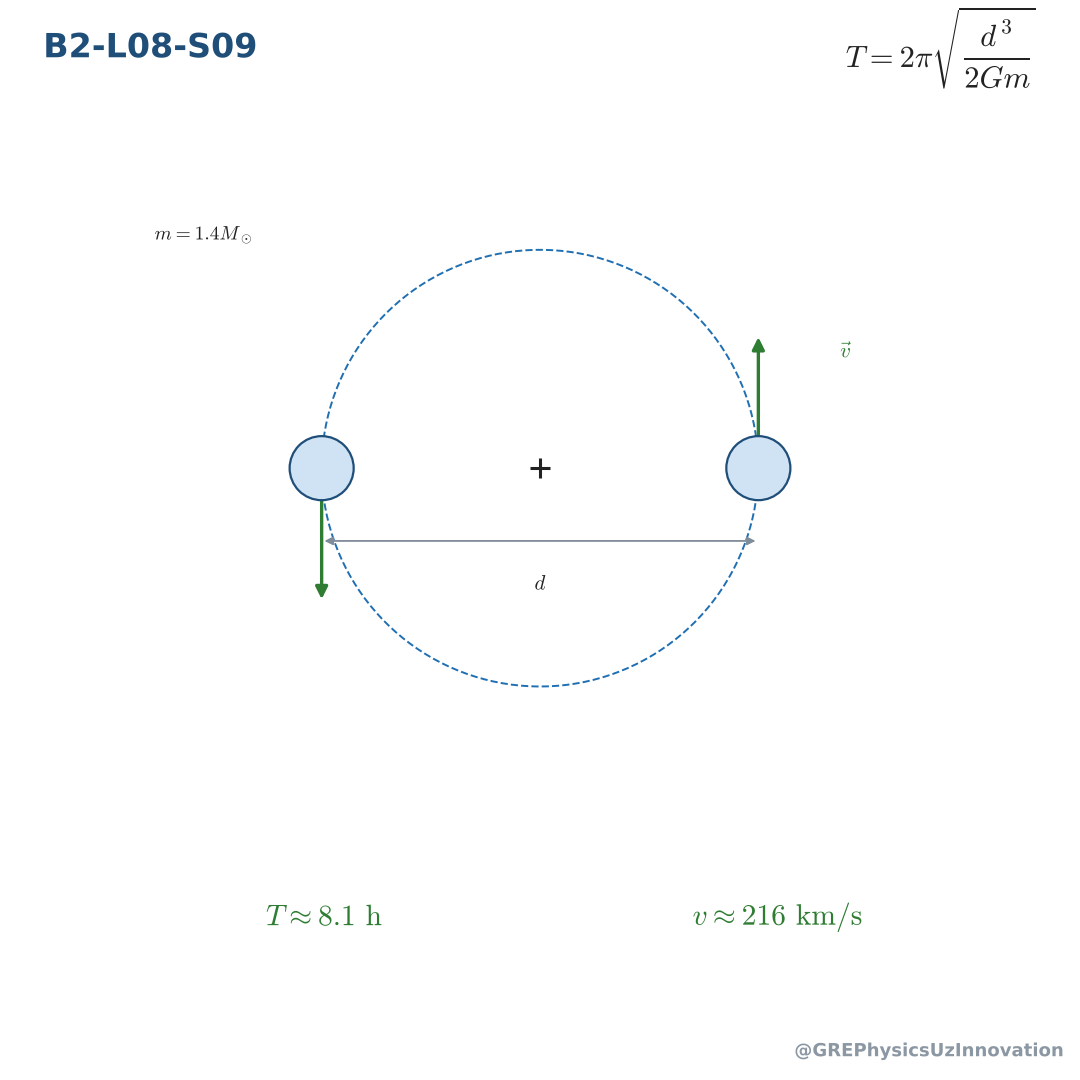 B2-L08-S09
T = 2π√(d³/2Gm)
m = 1.4M☉
v⃗
+
d
T ≈ 8.1 h
v ≈ 216 km/s
@GREPhysicsUzInnovation